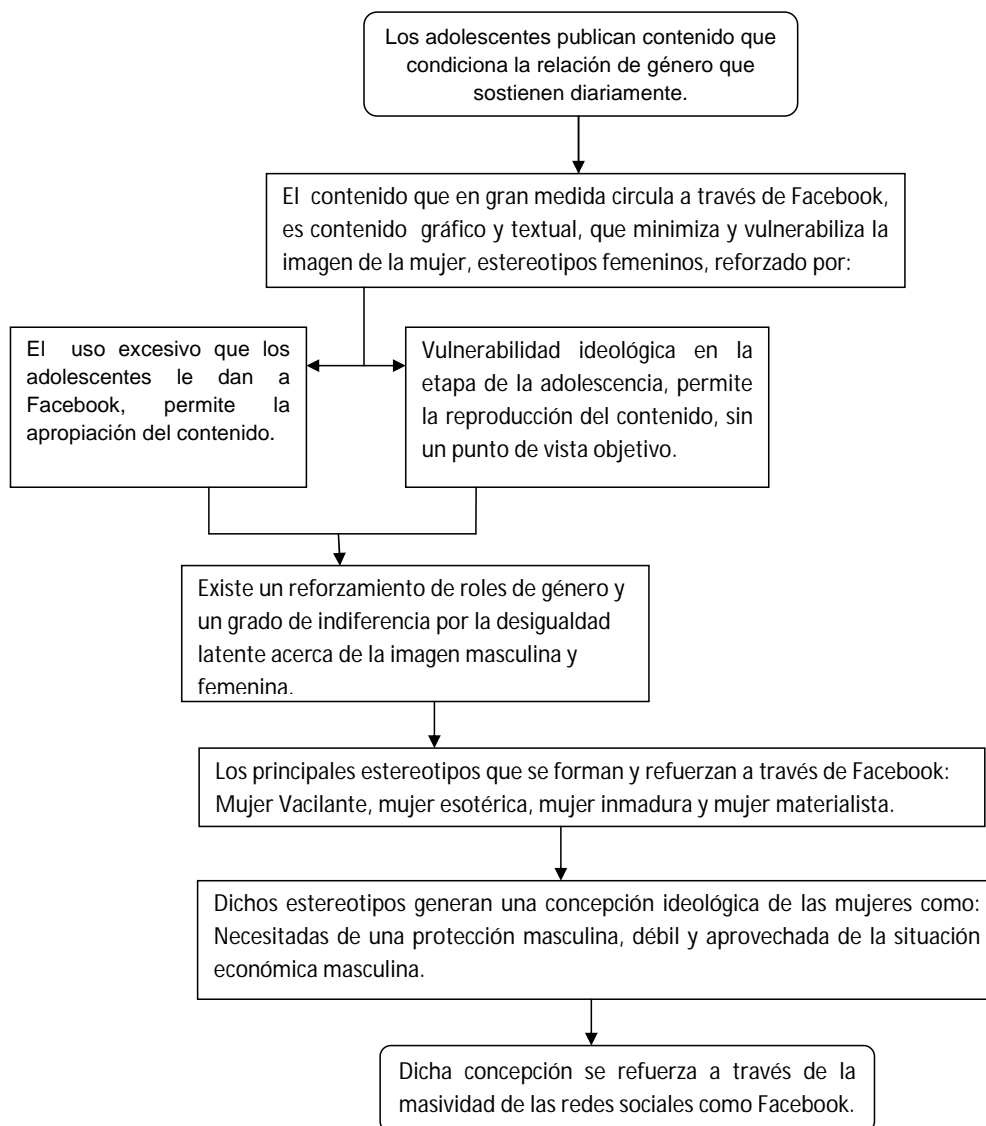 Los adolescentes publican contenido que
condiciona la relación de género que
sostienen diariamente.
El contenido que en gran medida circula a través de Facebook,
es contenido gráfico y textual, que minimiza y vulnerabiliza la
imagen de la mujer, estereotipos femeninos, reforzado por:
El uso excesivo que los
adolescentes le dan a
Facebook, permite la
apropiación del contenido.
Vulnerabilidad ideológica en la
etapa de la adolescencia, permite
la reproducción del contenido, sin
un punto de vista objetivo.
Existe un reforzamiento de roles de género y
un grado de indiferencia por la desigualdad
latente acerca de la imagen masculina y
femenina.
Los principales estereotipos que se forman y refuerzan a través de Facebook:
Mujer Vacilante, mujer esotérica, mujer inmadura y mujer materialista.
Dichos estereotipos generan una concepción ideológica de las mujeres como:
Necesitadas de una protección masculina, débil y aprovechada de la situación
económica masculina.
Dicha concepción se refuerza a través de la
masividad de las redes sociales como Facebook.